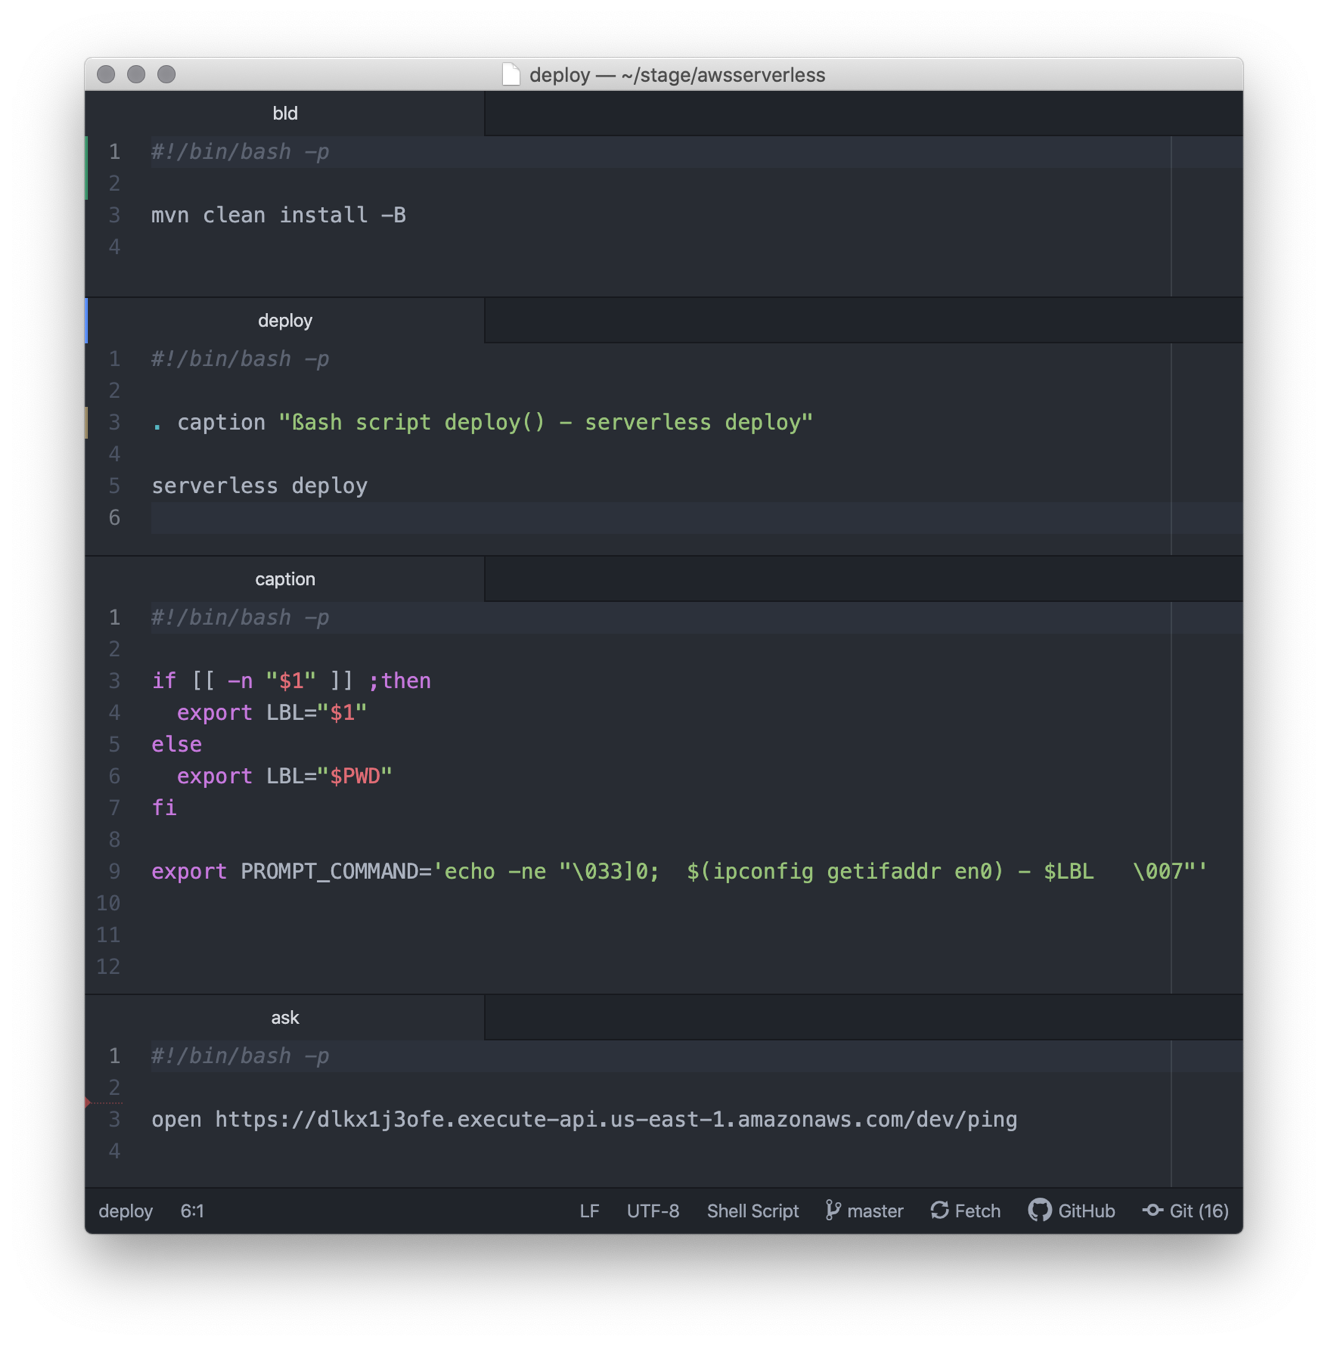 deploy — ~/stage/awsserverless
bld
1 #!/bin/bash -p
2
3 mvn clean install -B
4
deploy
1 #!/bin/bash -p
2
3 . caption "ßash script deploy() - serverless deploy"
4
5 serverless deploy
6
caption
1 #!/bin/bash -p
2
3 if [[ -n "$1" ]] ;then
4   export LBL="$1"
5 else
6   export LBL="$PWD"
7 fi
8
9 export PROMPT_COMMAND='echo -ne "\033]0;  $(ipconfig getifaddr en0) - $LBL   \007"'
10
11
12
ask
1 #!/bin/bash -p
2
3 open https://dlkx1j3ofe.execute-api.us-east-1.amazonaws.com/dev/ping
4
deploy 6:1 LF UTF-8 Shell Script master Fetch GitHub Git (16)